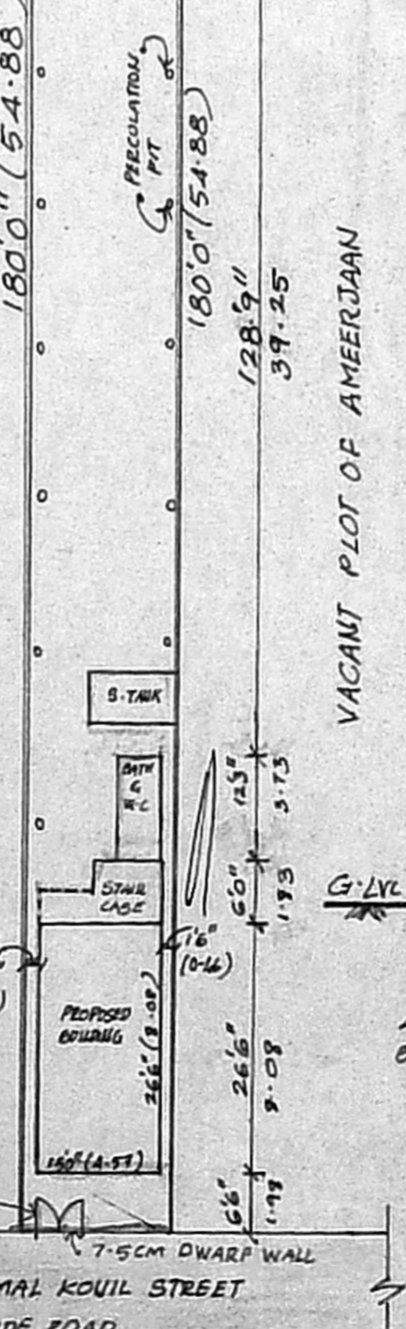 180'0" (54.88
PERCOLATION
PIT
180'0" (54.88)
128'9"
39.25
VACANT PLOT OF AMEERJAAN
S-TANK
BATH
&
W-C
12'3"
3.73
STAIR
CASE
6'0"
1.83
G.LVL
1'6"
PROPOSED
BUILDING
26'6" (8.08)
26'6"
8.08
15'0" (4.57)
6'6"
1.98
7.5CM DWARF WALL
MAL KOUIL STREET
ROAD